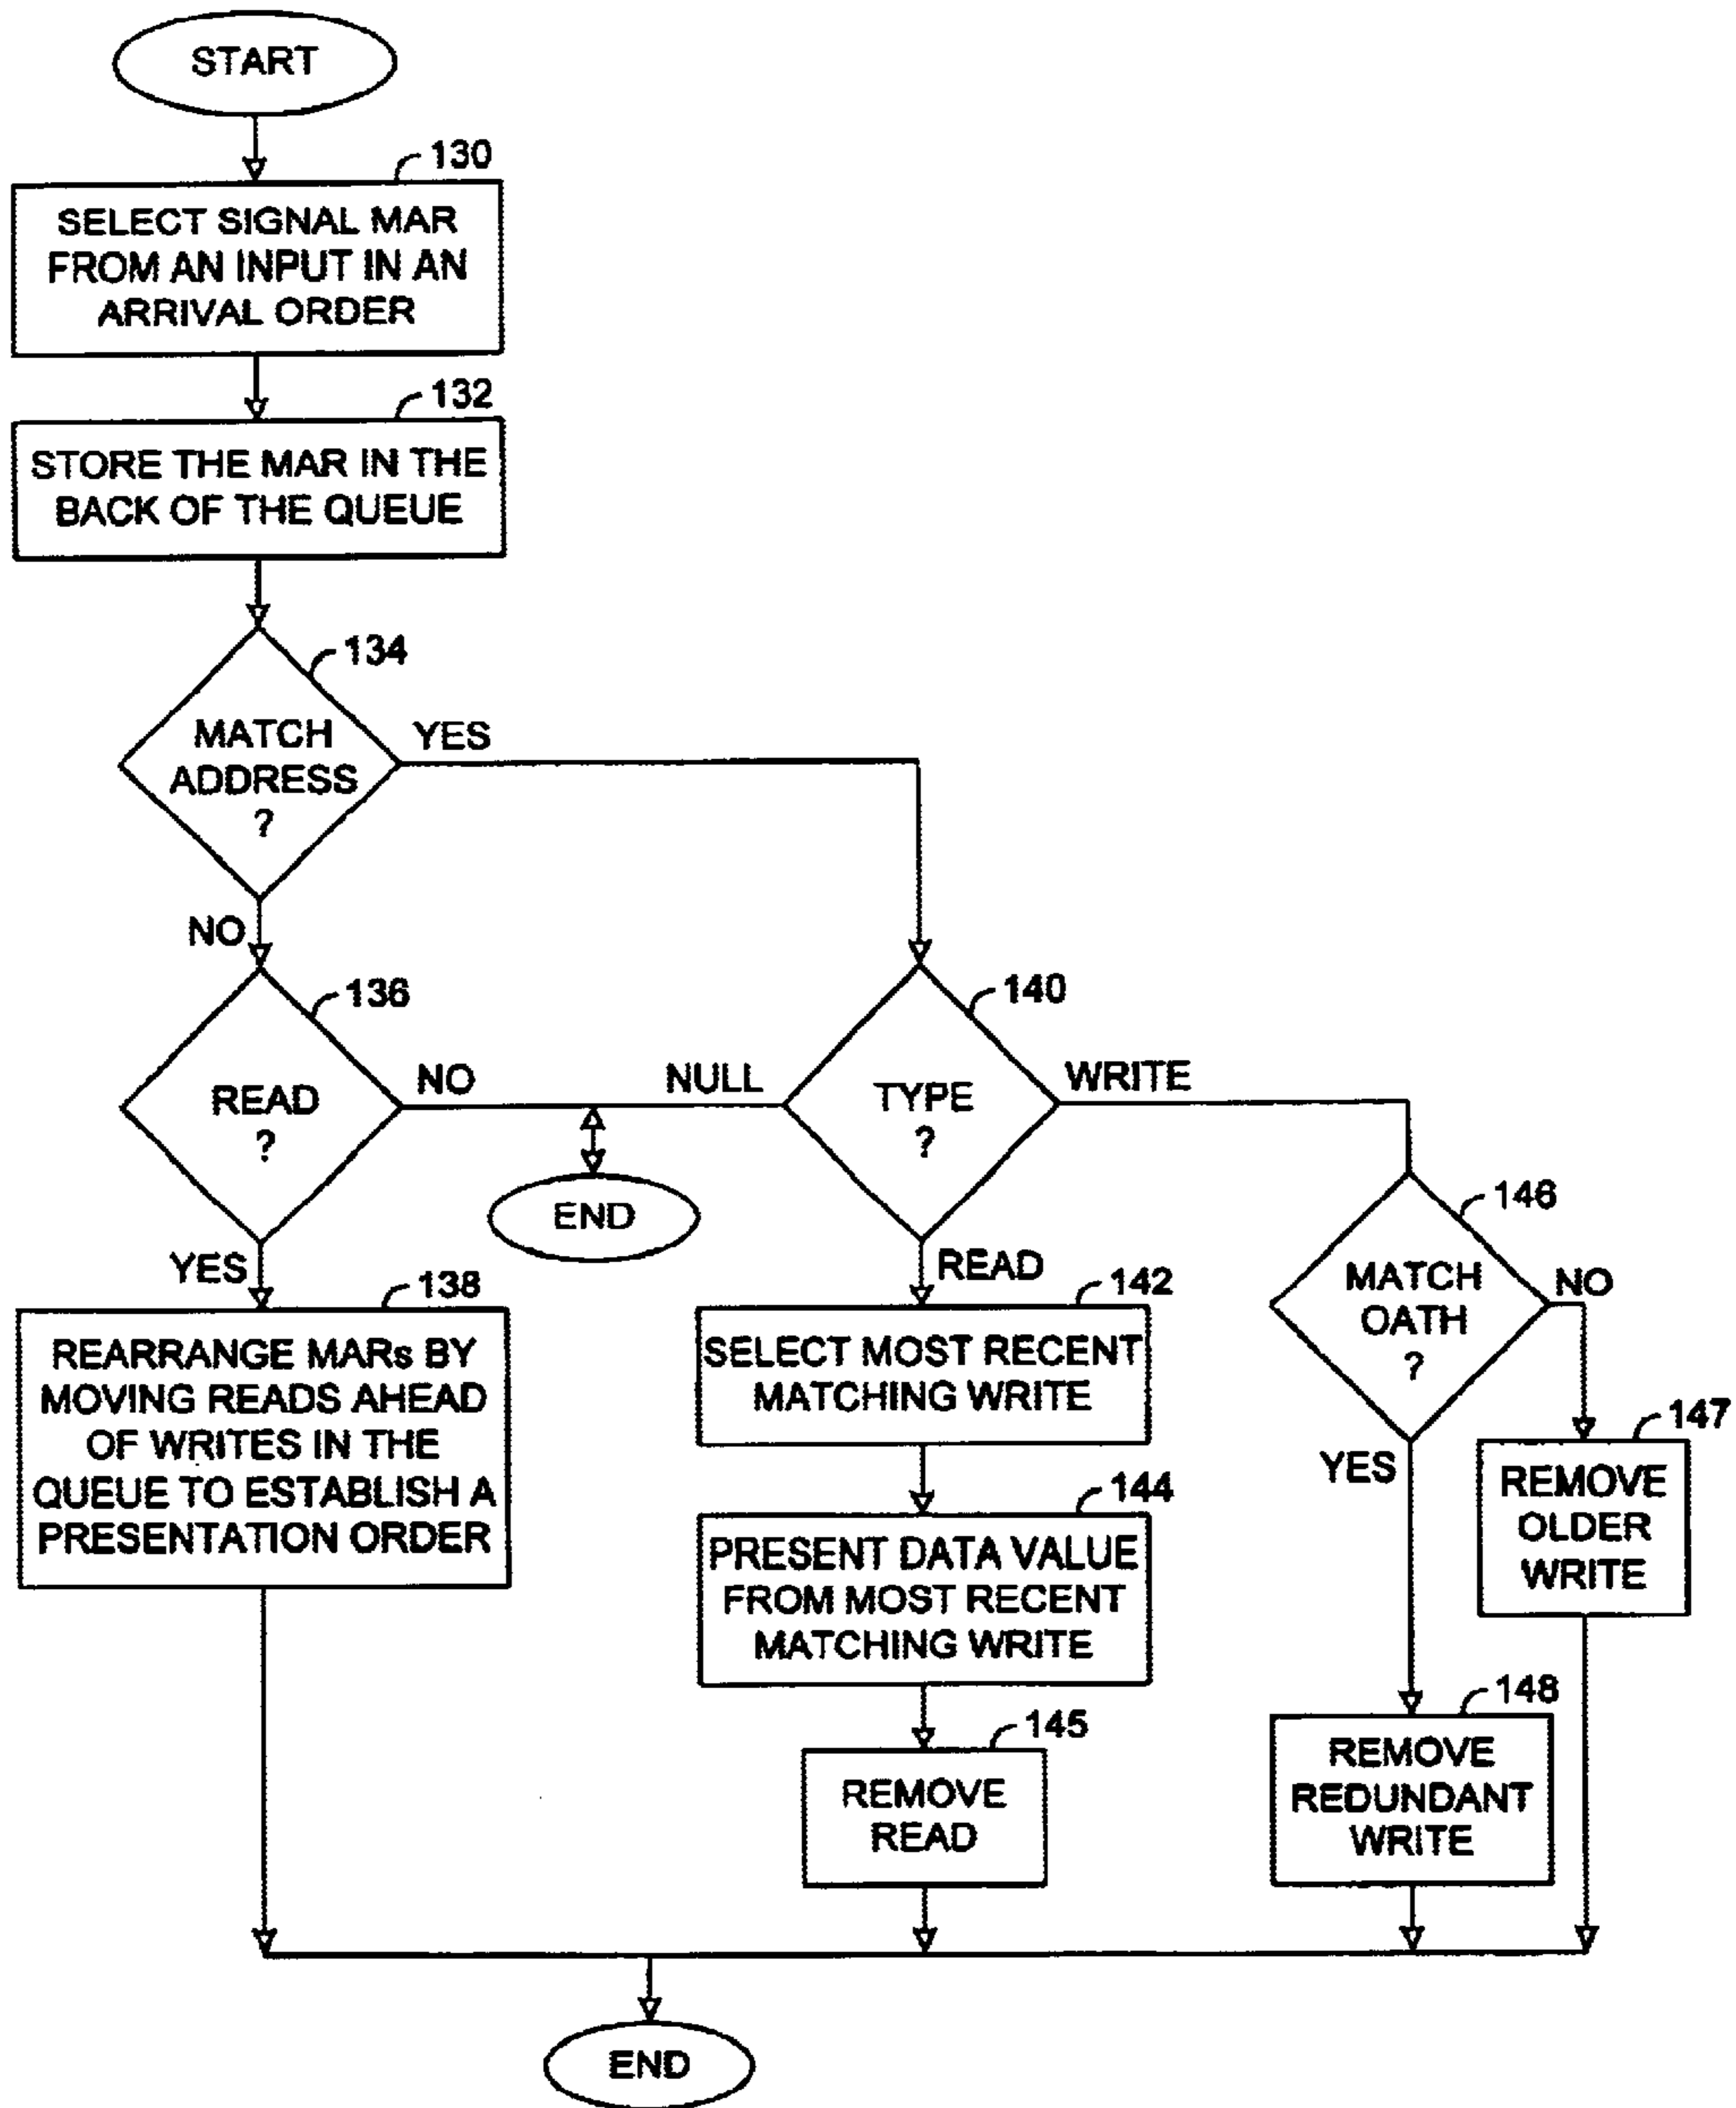 START
130
SELECT SIGNAL MAR
FROM AN INPUT IN AN
ARRIVAL ORDER
132
STORE THE MAR IN THE
BACK OF THE QUEUE
134
MATCH
ADDRESS
?
YES
NO
136
READ
?
NO
YES
END
138
REARRANGE MARs BY
MOVING READS AHEAD
OF WRITES IN THE
QUEUE TO ESTABLISH A
PRESENTATION ORDER
140
TYPE
?
NULL
WRITE
READ
142
SELECT MOST RECENT
MATCHING WRITE
144
PRESENT DATA VALUE
FROM MOST RECENT
MATCHING WRITE
145
REMOVE
READ
146
MATCH
OATH
?
NO
YES
147
REMOVE
OLDER
WRITE
148
REMOVE
REDUNDANT
WRITE
END